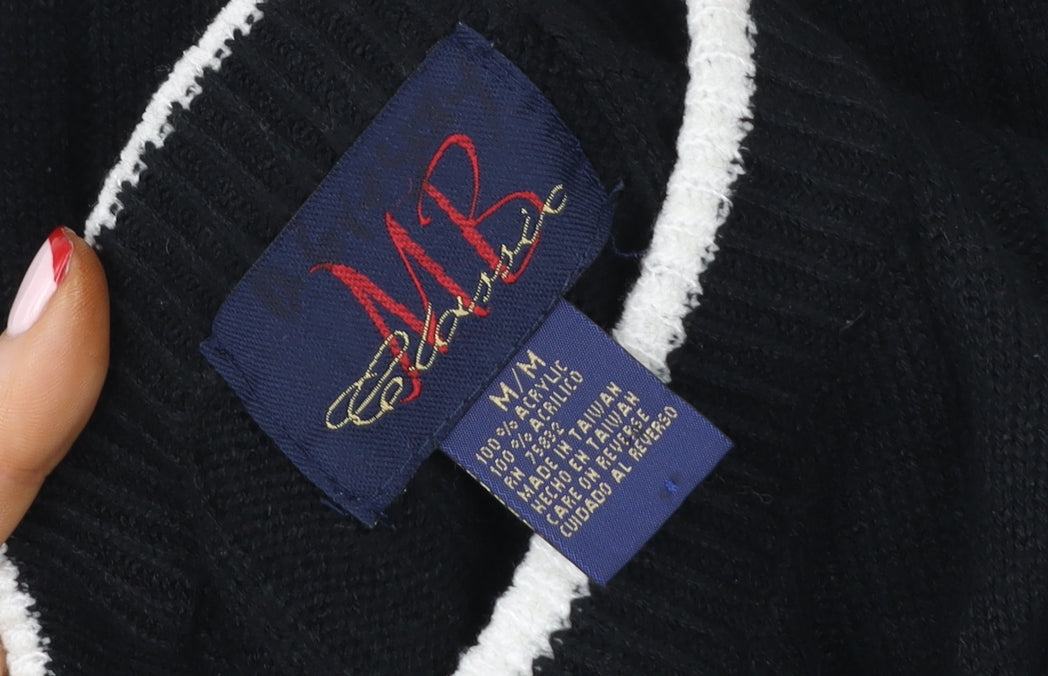 MB
Classic
M/M
100% ACRYLIC
100% ACRILICO
RN 75892
MADE IN TAIWAN
HECHO EN TAIWAN
CARE ON REVERSE
CUIDADO AL REVERSO